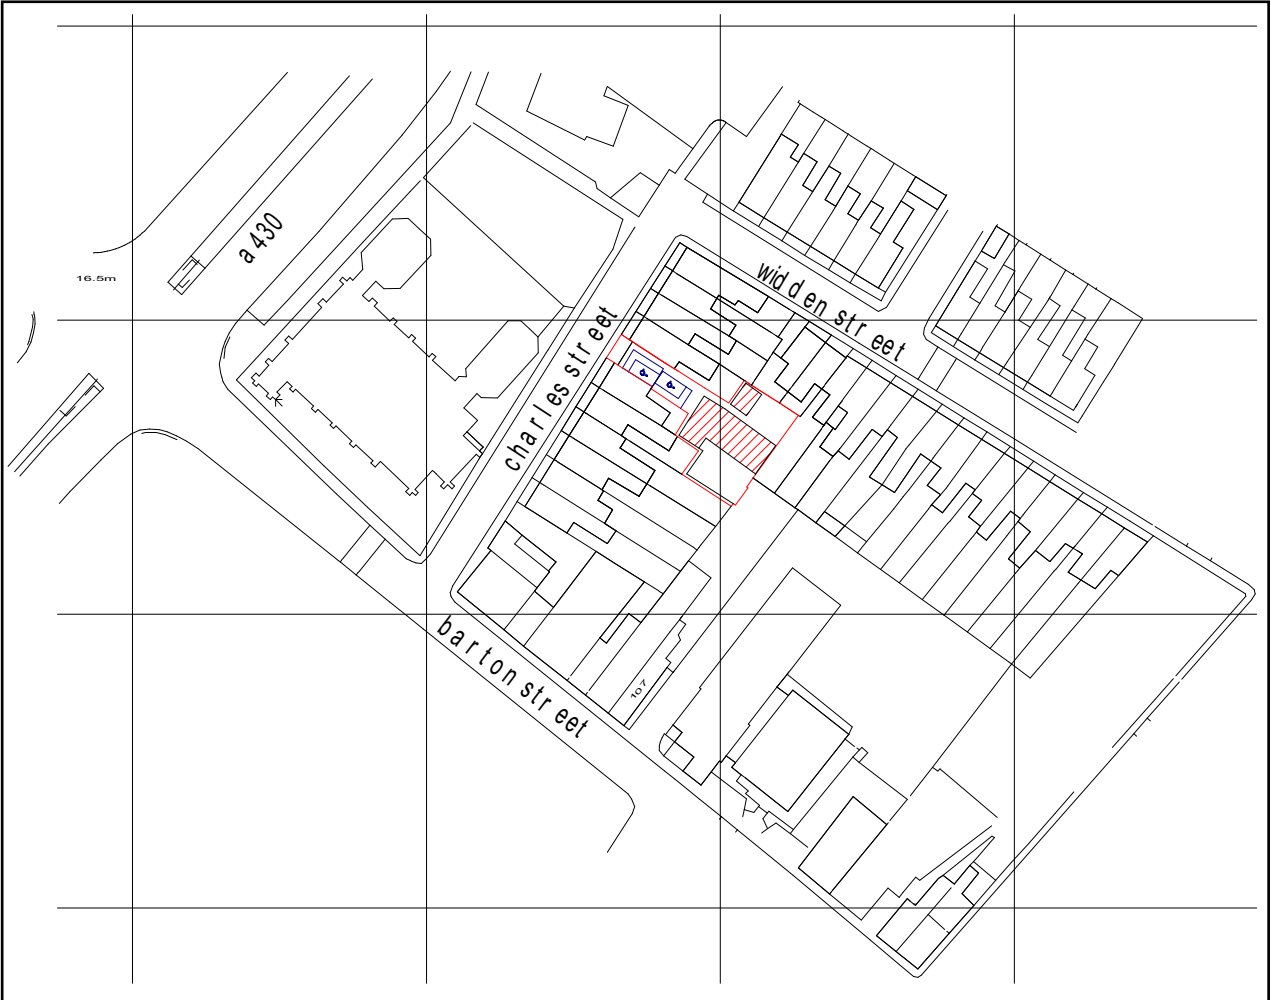 a 430
16.5m
widden street
charles street
barton street
107